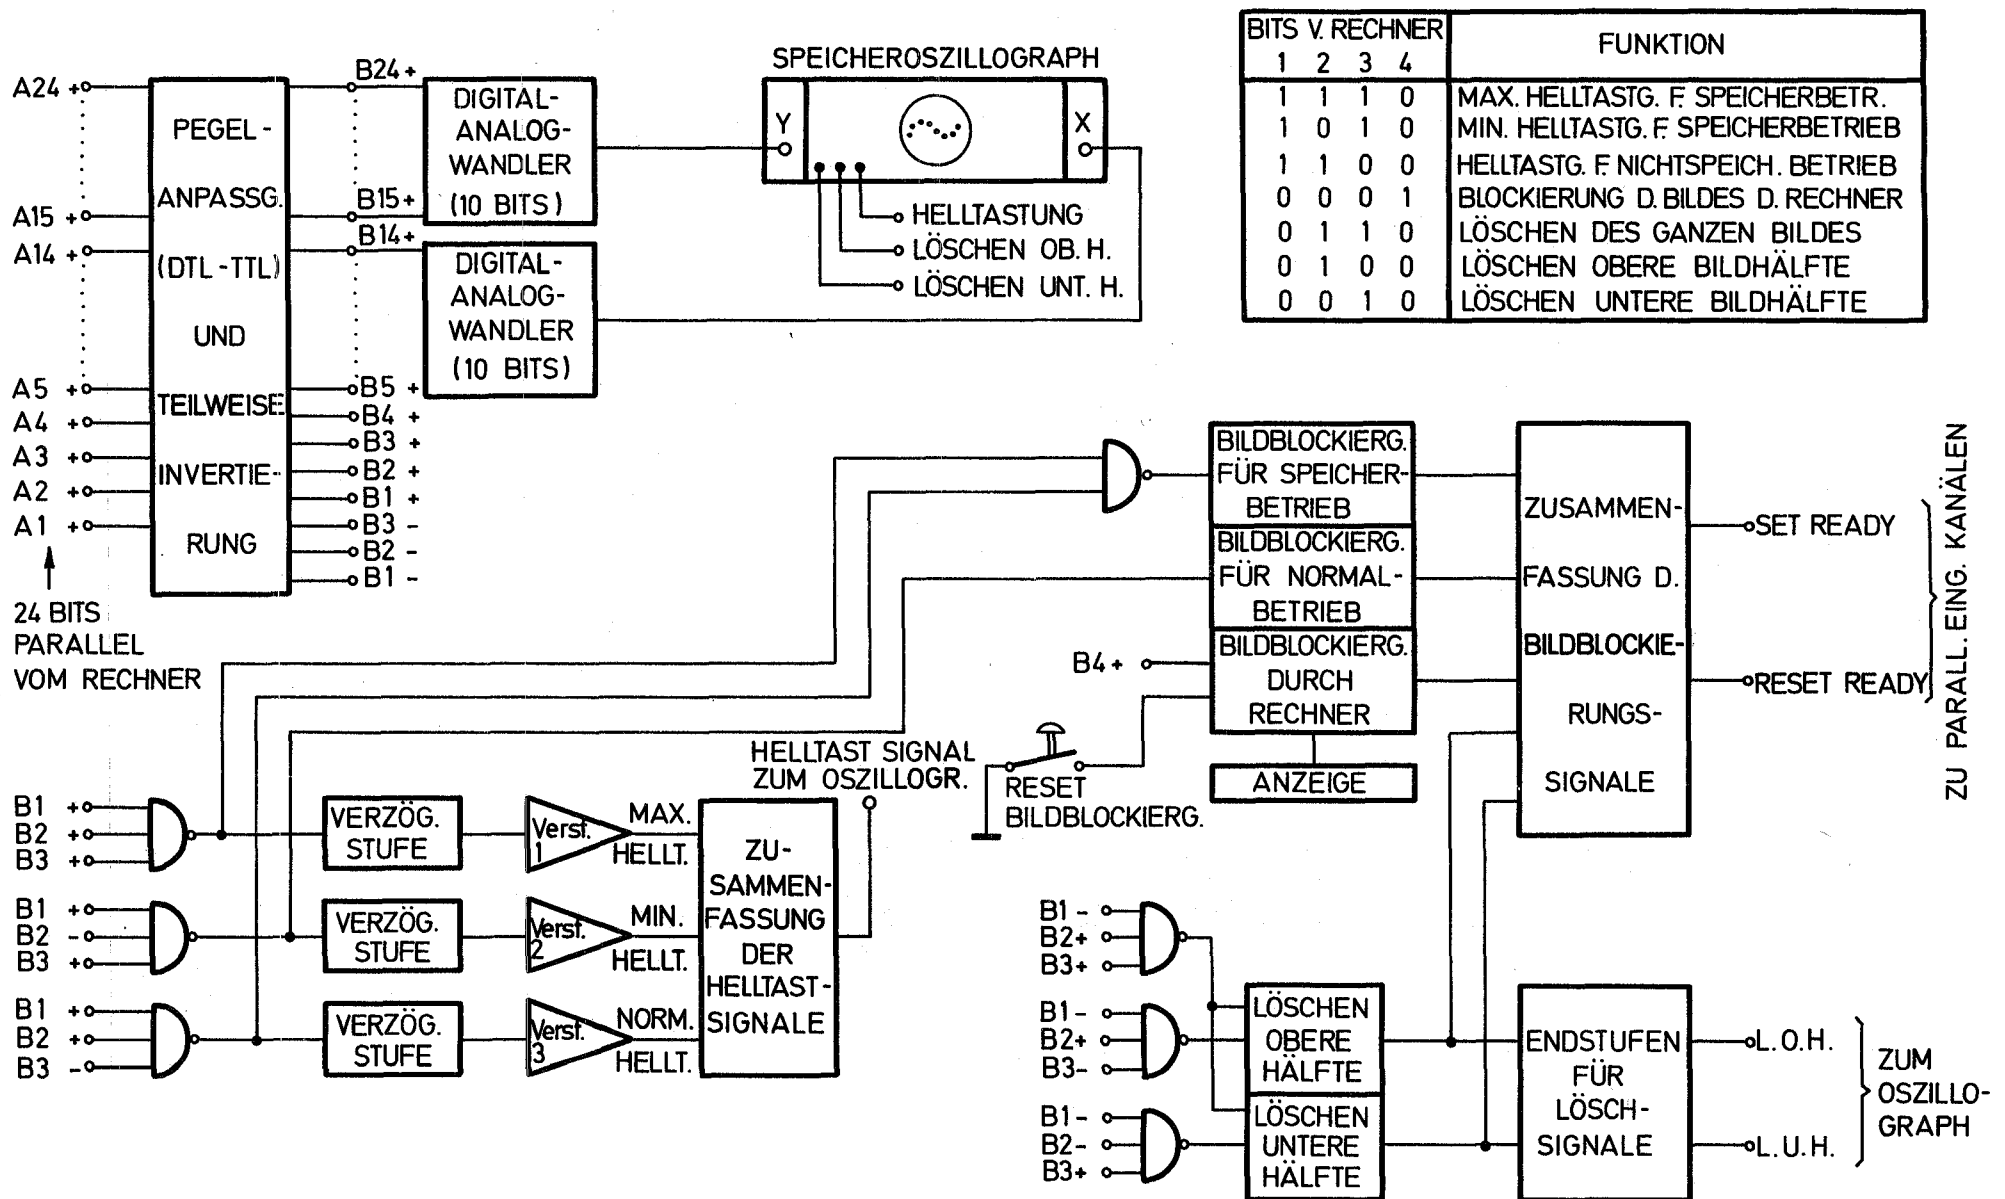 A24 +
A15 +
A14 +
A5 +
A4 +
A3 +
A2 +
A1 +
24 BITS
PARALLEL
VOM RECHNER
PEGEL-
ANPASSG.
(DTL-TTL)
UND
TEILWEISE
INVERTIE-
RUNG
B24 +
B15 +
B14 +
B5 +
B4 +
B3 +
B2 +
B1 +
B3 -
B2 -
B1 -
DIGITAL-
ANALOG-
WANDLER
(10 BITS)
DIGITAL-
ANALOG-
WANDLER
(10 BITS)
SPEICHEROSZILLOGRAPH
Y
X
HELLTASTUNG
LÖSCHEN OB. H.
LÖSCHEN UNT. H.
BITS V. RECHNER FUNKTION
1 2 3 4
1 1 1 0 MAX. HELLTASTG. F. SPEICHERBETR.
1 0 1 0 MIN. HELLTASTG. F. SPEICHERBETRIEB
1 1 0 0 HELLTASTG. F. NICHTSPEICH. BETRIEB
0 0 0 1 BLOCKIERUNG D. BILDES D. RECHNER
0 1 1 0 LÖSCHEN DES GANZEN BILDES
0 1 0 0 LÖSCHEN OBERE BILDHÄLFTE
0 0 1 0 LÖSCHEN UNTERE BILDHÄLFTE
BILDBLOCKIERG.
FÜR SPEICHER-
BETRIEB
BILDBLOCKIERG.
FÜR NORMAL-
BETRIEB
BILDBLOCKIERG.
DURCH
RECHNER
ANZEIGE
B4 +
RESET
BILDBLOCKIERG.
ZUSAMMEN-
FASSUNG D.
BILDBLOCKIE-
RUNGS-
SIGNALE
SET READY
RESET READY
ZU PARALL. EING. KANÄLEN
B1 +
B2 +
B3 +
VERZÖG.
STUFE
Verst.
1
MAX.
HELLT.
B1 +
B2 -
B3 +
VERZÖG.
STUFE
Verst.
2
MIN.
HELLT.
B1 +
B2 +
B3 -
VERZÖG.
STUFE
Verst.
3
NORM.
HELLT.
ZU-
SAMMEN-
FASSUNG
DER
HELLTAST-
SIGNALE
HELLTAST SIGNAL
ZUM OSZILLOGR.
B1 -
B2 +
B3 +
B1 -
B2 +
B3 -
B1 -
B2 -
B3 +
LÖSCHEN
OBERE
HÄLFTE
LÖSCHEN
UNTERE
HÄLFTE
ENDSTUFEN
FÜR
LÖSCH-
SIGNALE
L.O.H.
L.U.H.
ZUM
OSZILLO-
GRAPH